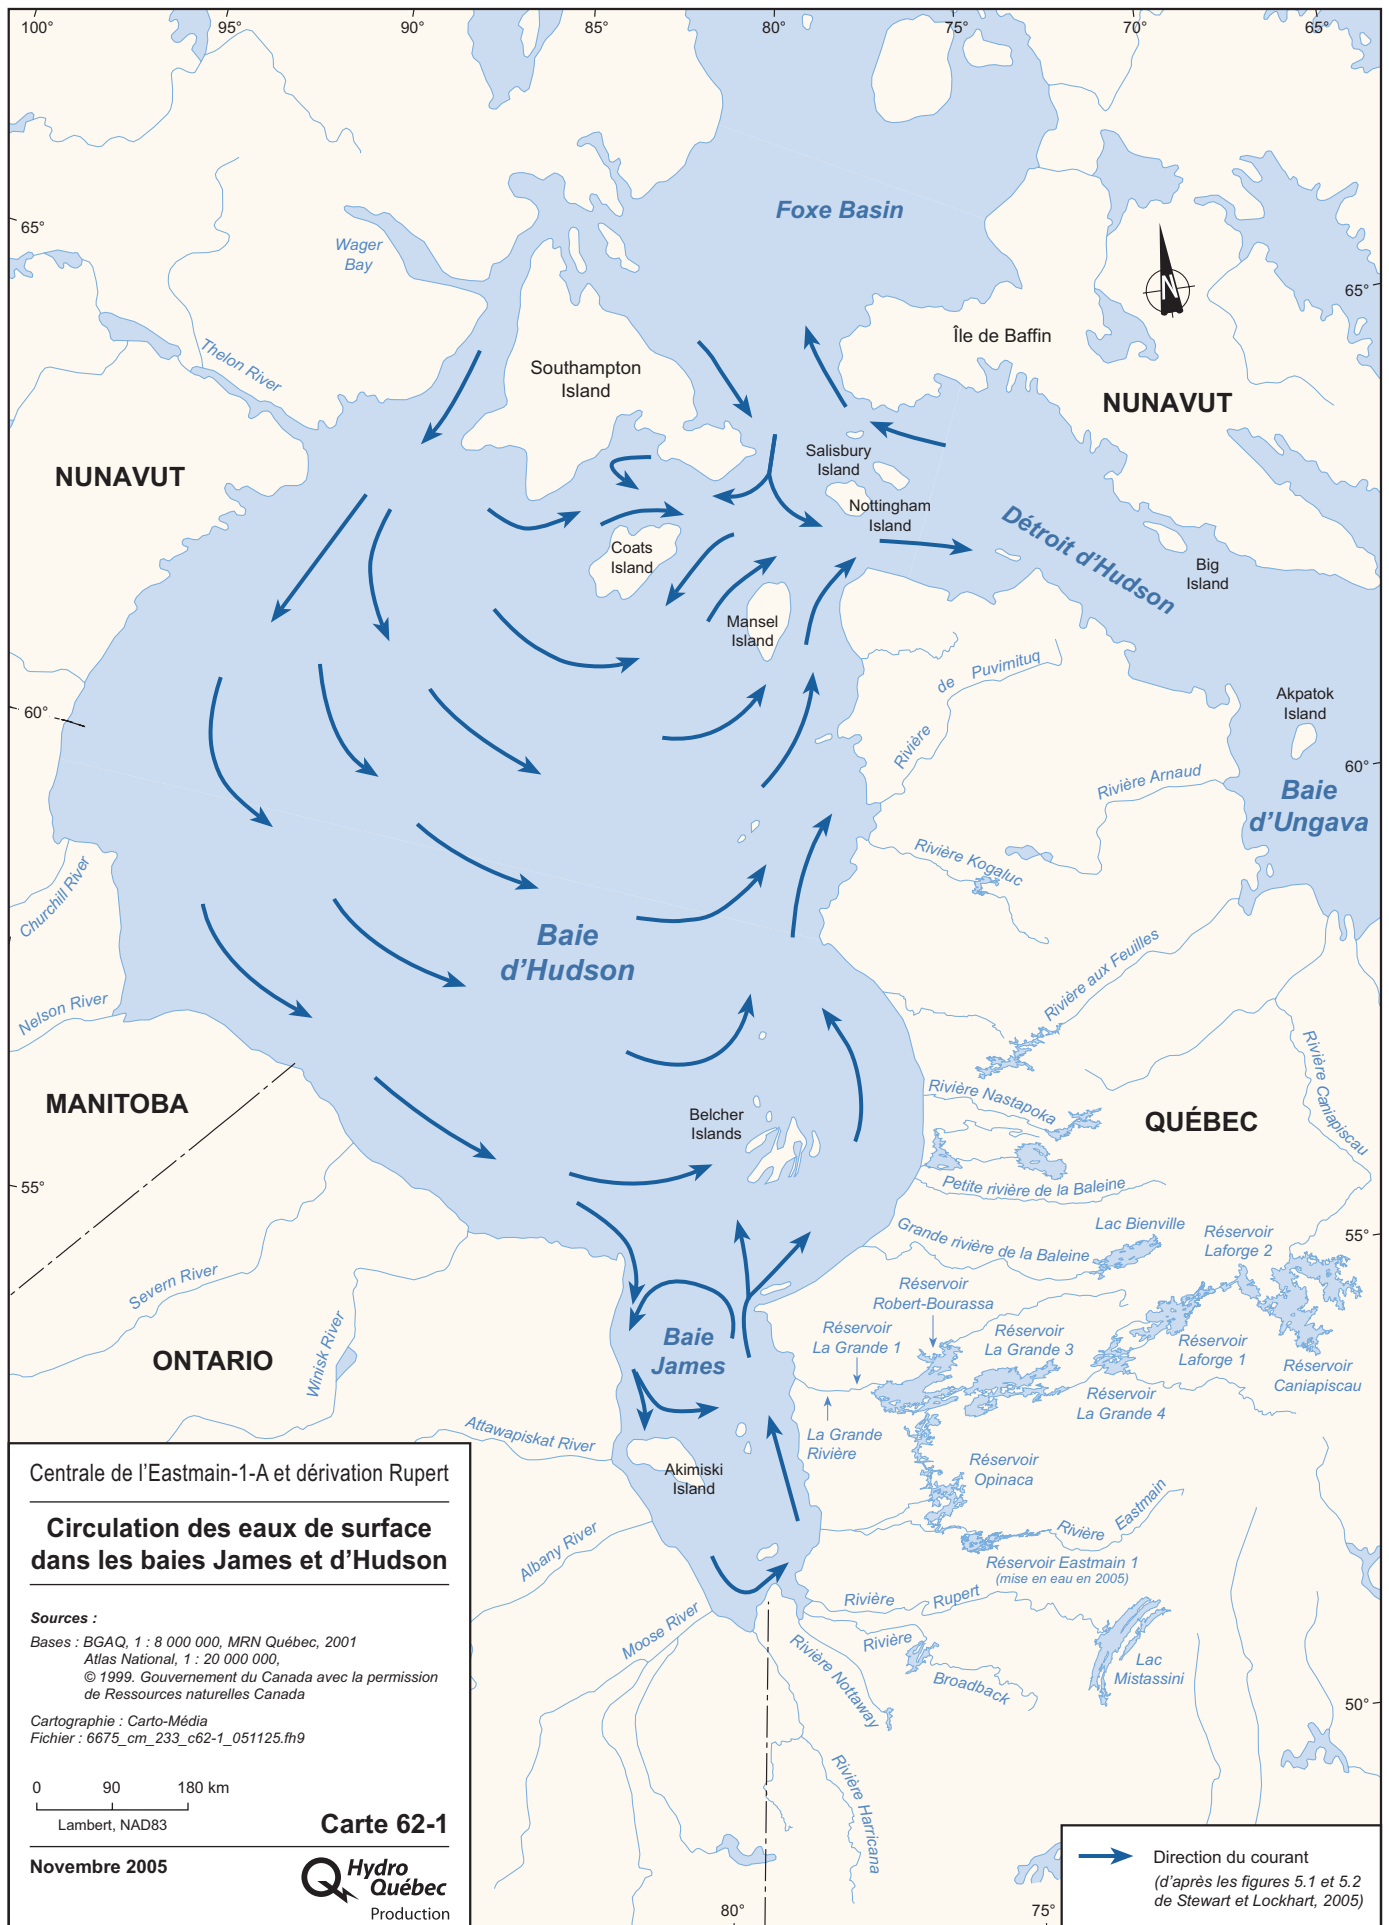 100°
90°
95°
90°
85°
80°
75°
70°
65°
65°
65°
60°
60°
55°
55°
50°
80°
75°
Foxe Basin
Wager
Bay
Thelon River
Southampton
Island
Île de Baffin
N
NUNAVUT
NUNAVUT
Salisbury
Island
Nottingham
Island
Coats
Island
Mansel
Island
Détroit d'Hudson
Big
Island
Akpatok
Island
Baie
d'Ungava
Rivière de Puvirnituq
Rivière Arnaud
Rivière Kogaluc
Rivière aux Feuilles
Rivière Caniapiscau
Churchill River
Nelson River
Baie
d'Hudson
MANITOBA
Belcher
Islands
Rivière Nastapoka
QUÉBEC
Petite rivière de la Baleine
Grande rivière de la Baleine
Lac Bienville
Réservoir
Laforge 2
Réservoir
Robert-Bourassa
Réservoir
La Grande 1
Réservoir
La Grande 3
Réservoir
Laforge 1
Réservoir
Caniapiscau
Réservoir
La Grande 4
La Grande
Rivière
Réservoir
Opinaca
Rivière Eastmain
Réservoir Eastmain 1
(mise en eau en 2005)
Rivière Rupert
Rivière Broadback
Lac
Mistassini
Rivière Nottaway
Rivière Harricana
Severn River
Winisk River
ONTARIO
Baie
James
Attawapiskat River
Akimiski
Island
Albany River
Moose River
Centrale de l'Eastmain-1-A et dérivation Rupert
Circulation des eaux de surface
dans les baies James et d'Hudson
Sources :
Bases : BGAQ, 1 : 8 000 000, MRN Québec, 2001
Atlas National, 1 : 20 000 000,
© 1999. Gouvernement du Canada avec la permission
de Ressources naturelles Canada
Cartographie : Carto-Média
Fichier : 6675_cm_233_c62-1_051125.fh9
0 90 180 km
Lambert, NAD83
Carte 62-1
Novembre 2005
Hydro
Québec
Production
Direction du courant
(d'après les figures 5.1 et 5.2
de Stewart et Lockhart, 2005)